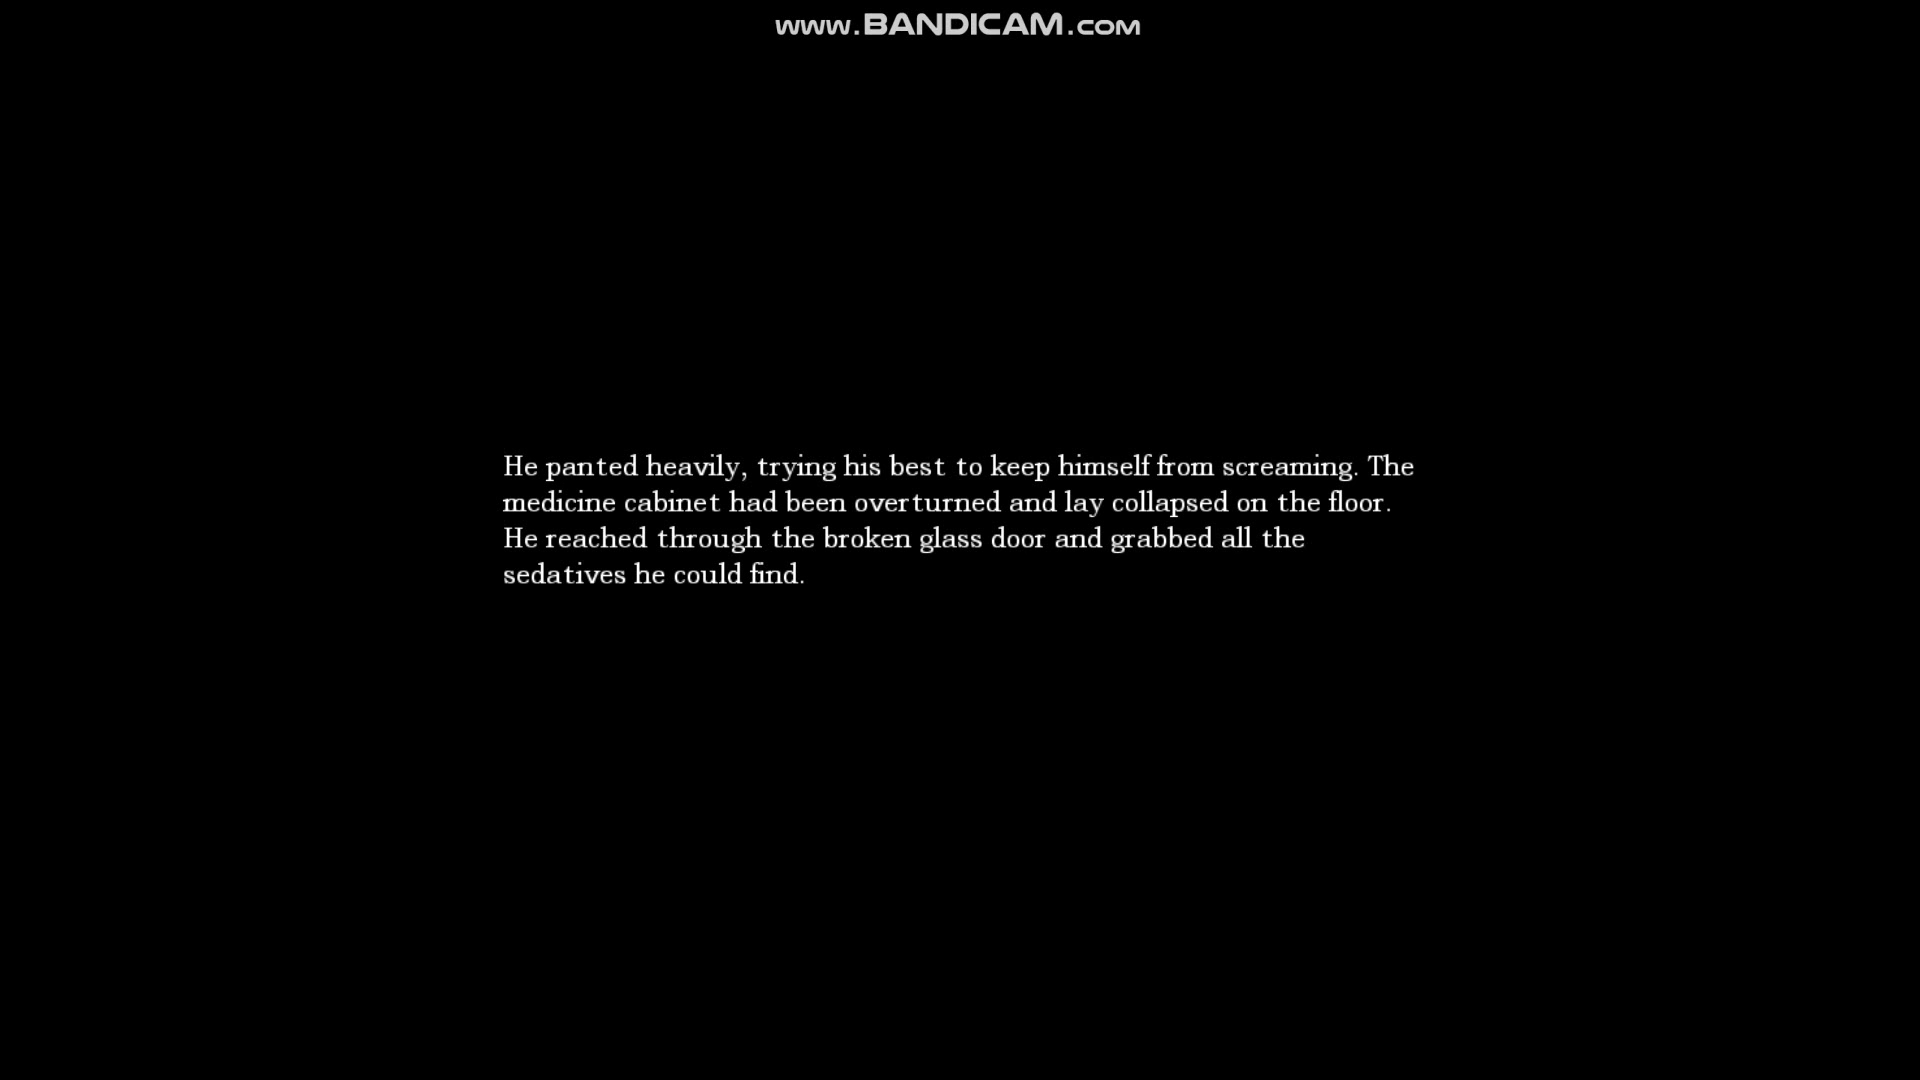 www.BANDICAM.com
He panted heavily, trying his best to keep himself from screaming. The
medicine cabinet had been overturned and lay collapsed on the floor.
He reached through the broken glass door and grabbed all the
sedatives he could find.